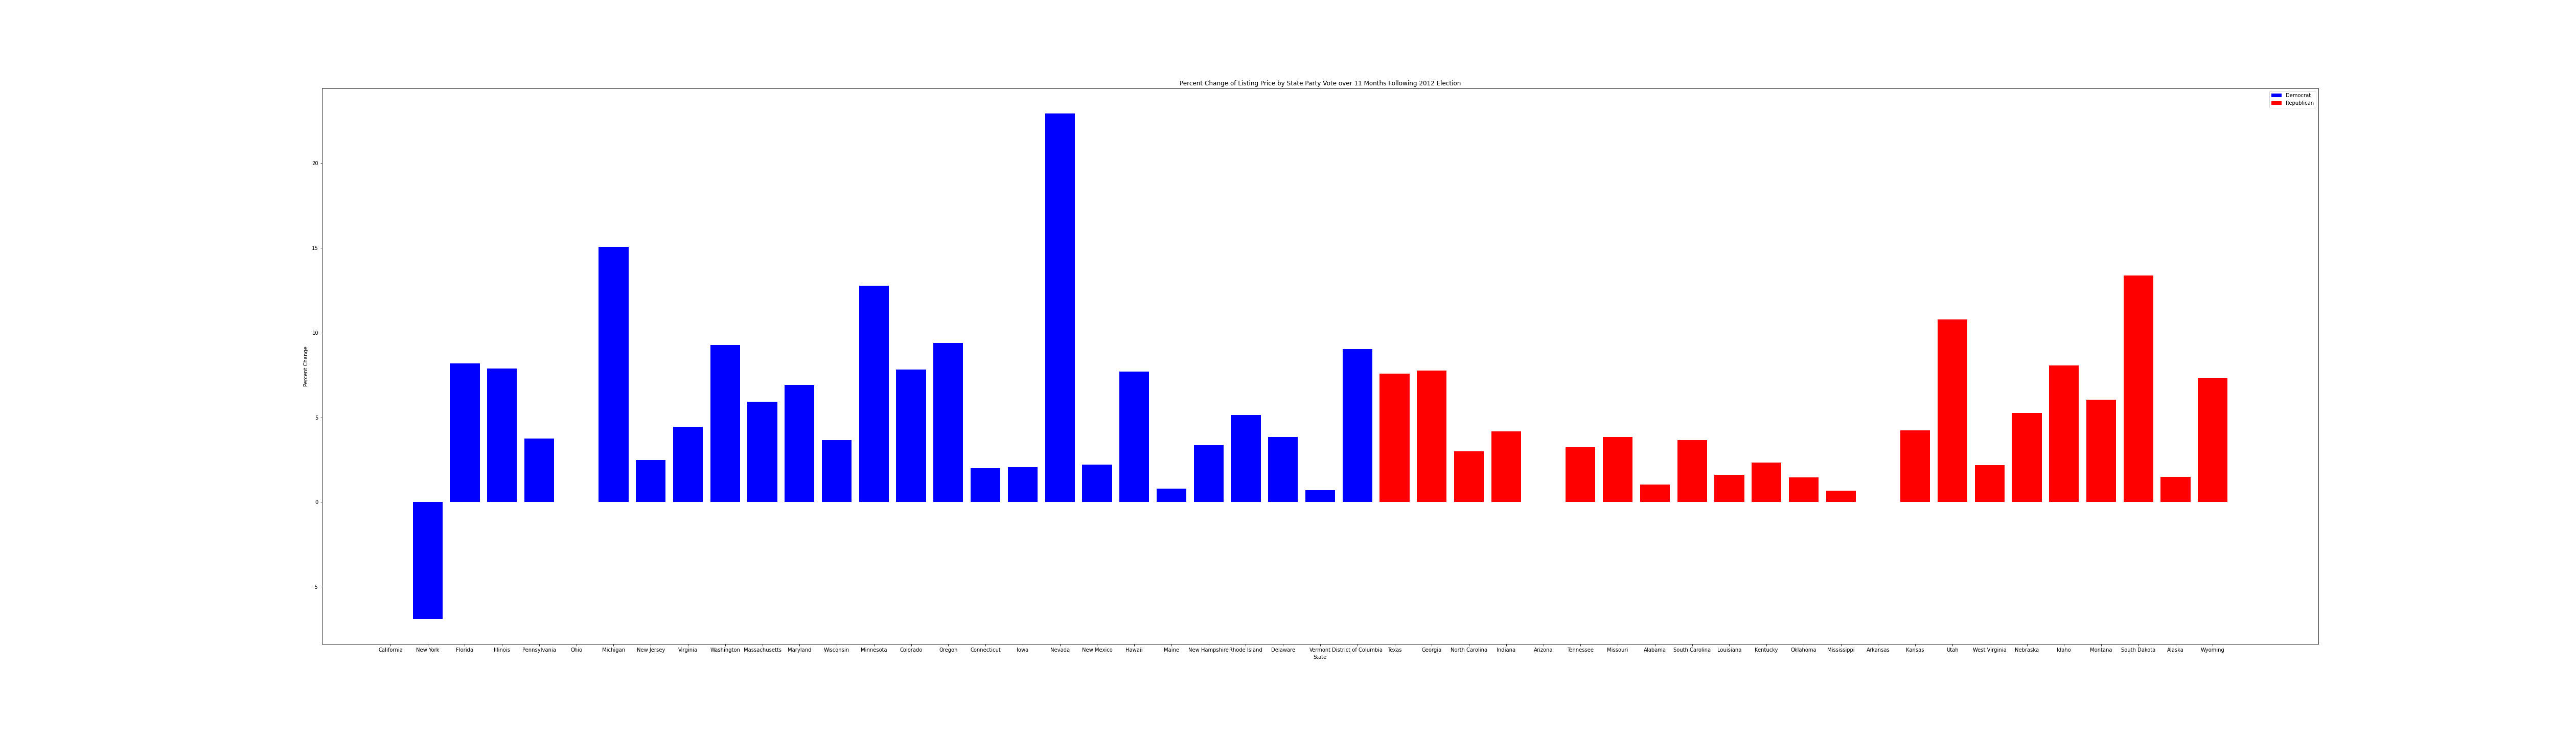 Percent Change of Listing Price by State Party Vote over 11 Months Following 2012 Election
Democrat
Republican
20
15
10
5
0
−5
Percent Change
California New York Florida Illinois Pennsylvania Ohio Michigan New Jersey Virginia Washington Massachusetts Maryland Wisconsin Minnesota Colorado Oregon Connecticut Iowa Nevada New Mexico Hawaii Maine New Hampshire Rhode Island Delaware Vermont District of Columbia Texas Georgia North Carolina Indiana Arizona Tennessee Missouri Alabama South Carolina Louisiana Kentucky Oklahoma Mississippi Arkansas Kansas Utah West Virginia Nebraska Idaho Montana South Dakota Alaska Wyoming
State